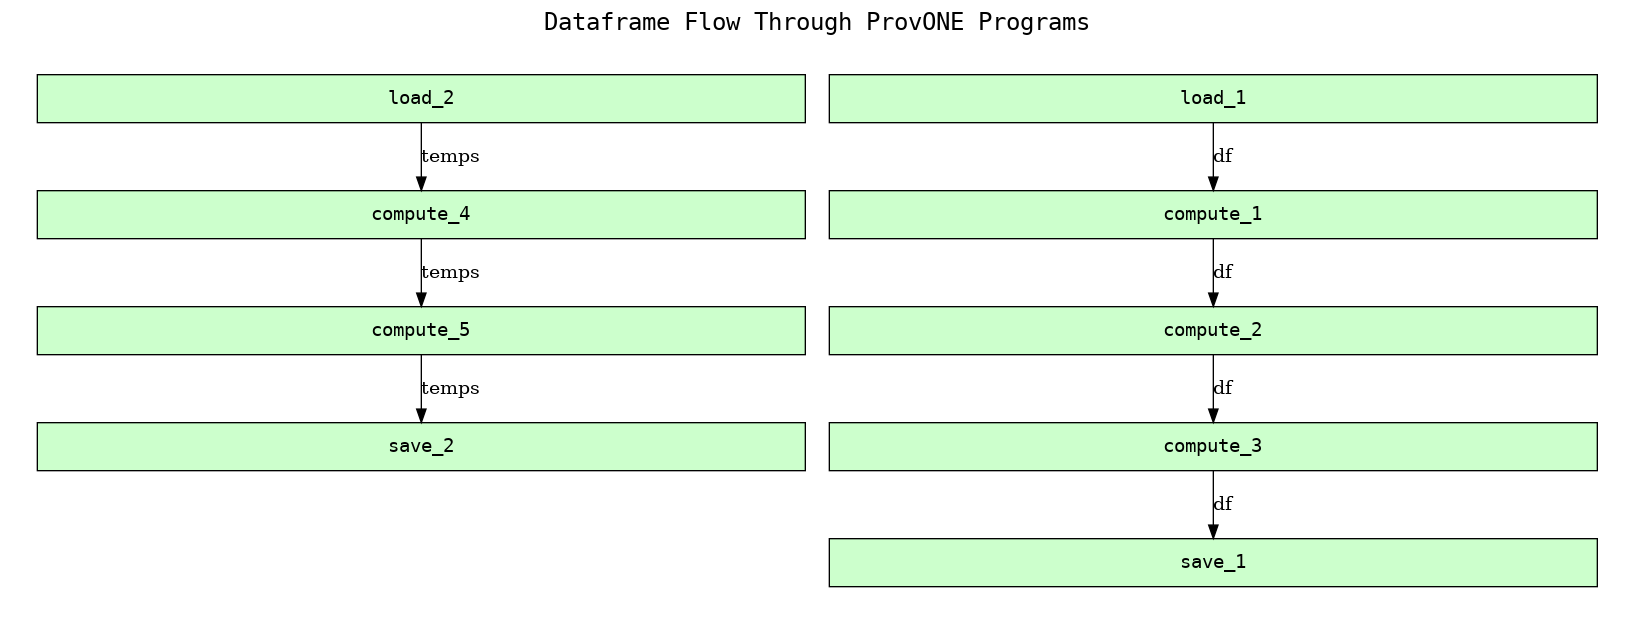 Dataframe Flow Through ProvONE Programs
load_2
temps
compute_4
temps
compute_5
temps
save_2
load_1
df
compute_1
df
compute_2
df
compute_3
df
save_1